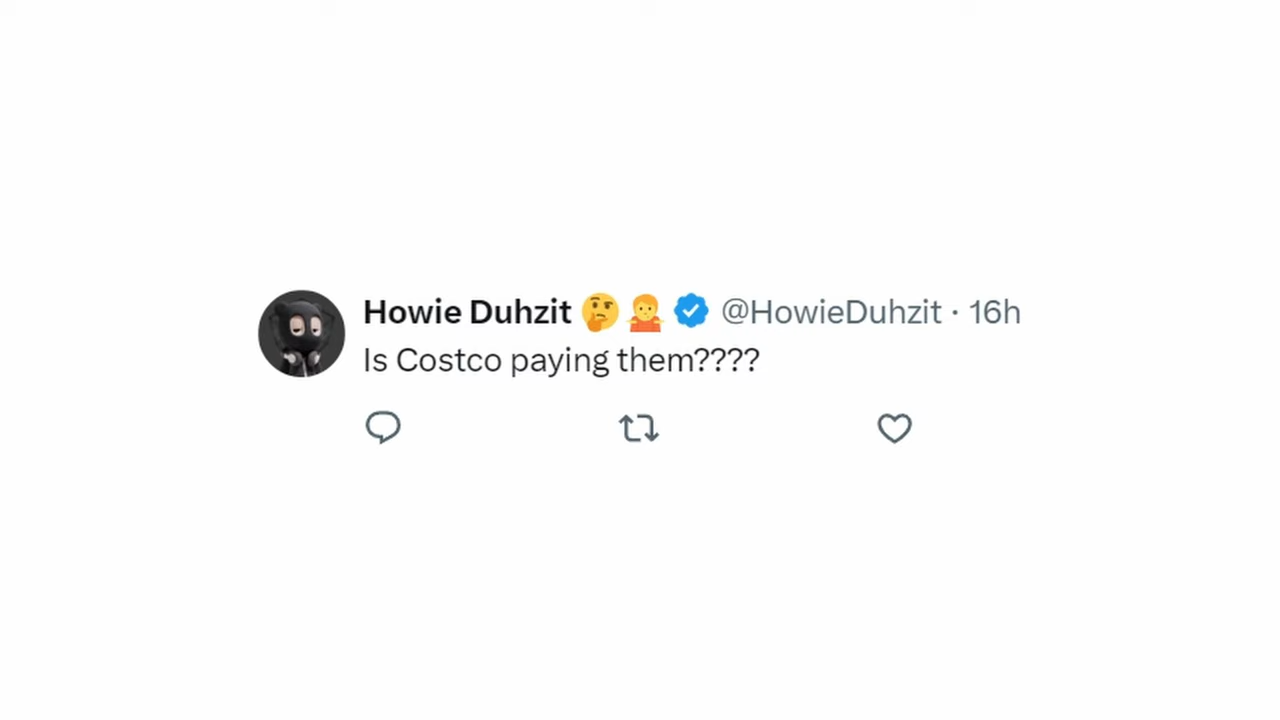 Howie Duhzit 🤔🤷 @HowieDuhzit · 16h
Is Costco paying them????